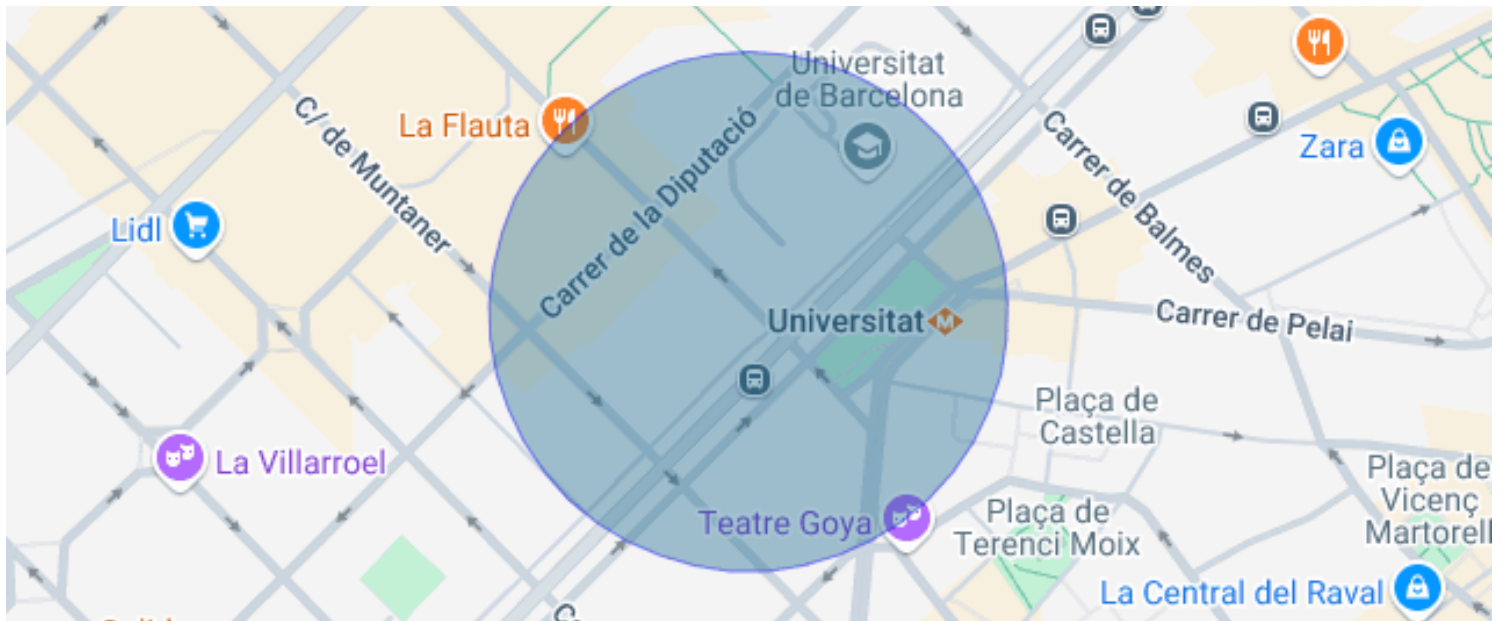 Universitat
de Barcelona
C/ de Muntaner
La Flauta
Carrer de la Diputació
Carrer de Balmes
Zara
Lidl
Universitat
M
Carrer de Pelai
Plaça de
Castella
La Villarroel
Plaça de
Vicenç
Martorell
Teatre Goya
Plaça de
Terenci Moix
La Central del Raval